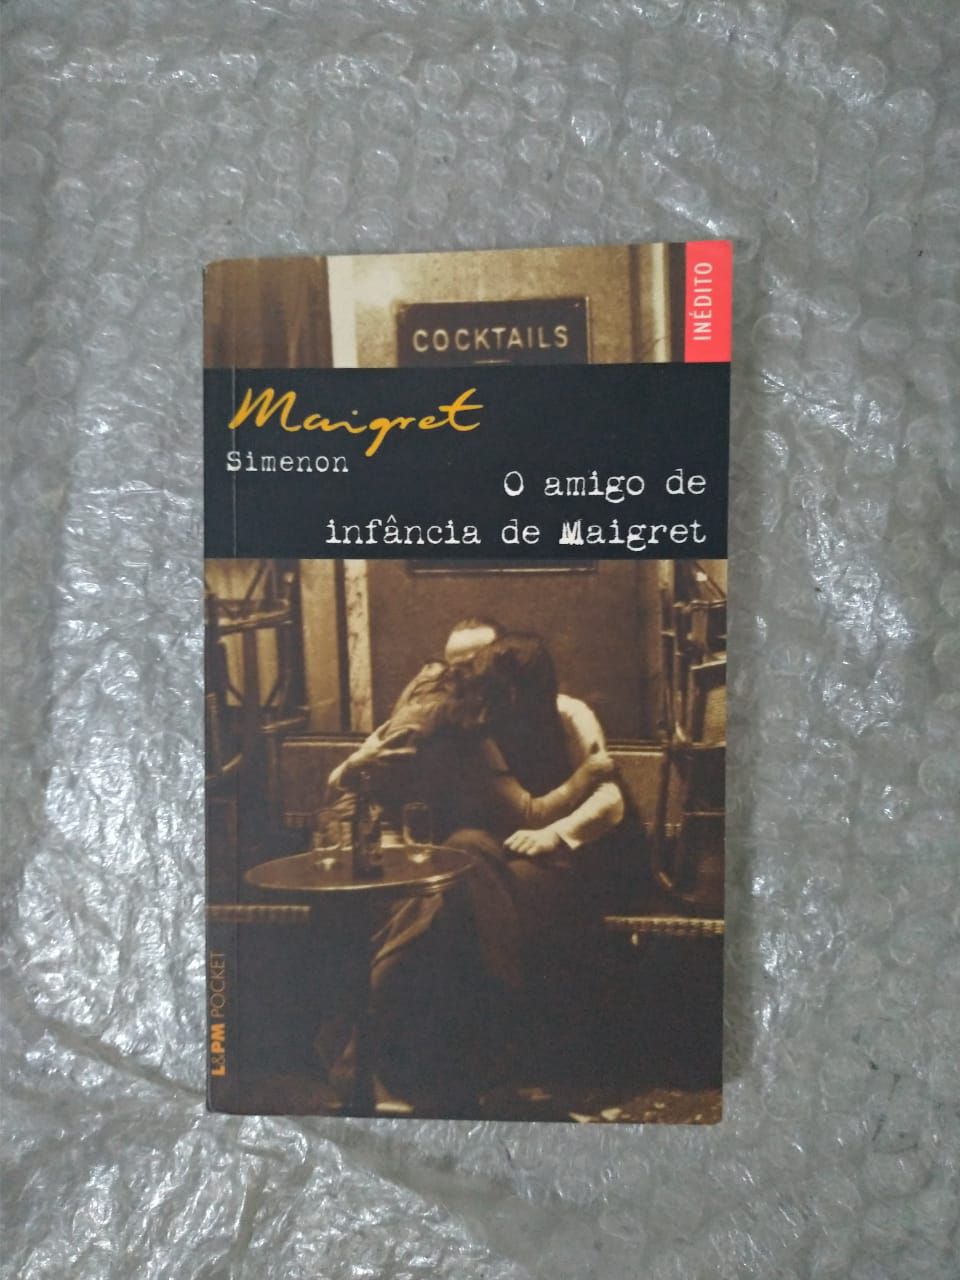 INÉDITO
COCKTAILS
Maigret
Simenon
O amigo de
infância de Maigret
L&PM POCKET